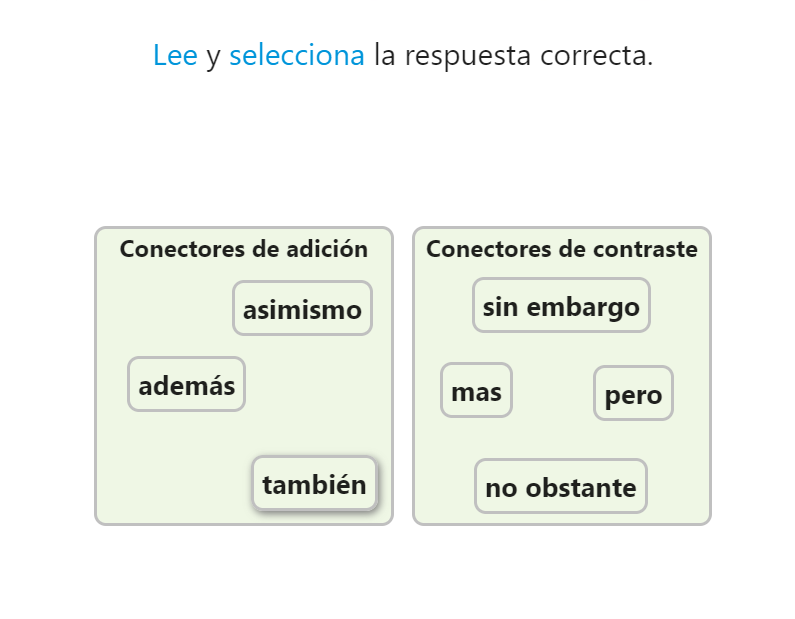 Lee y selecciona la respuesta correcta.
Conectores de adición
asimismo
además
también
Conectores de contraste
sin embargo
mas
pero
no obstante